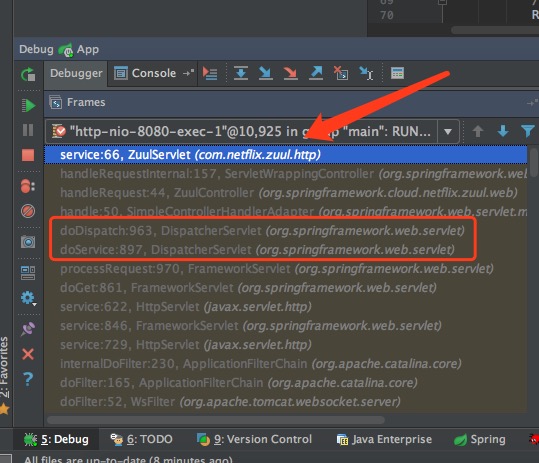 69
70
Debug App
Debugger Console →"
Frames
"http-nio-8080-exec-1"@10,925 in group "main": RUN...
service:66, ZuulServlet (com.netflix.zuul.http)
handleRequestInternal:157, ServletWrappingController (org.springframework.web
handleRequest:44, ZuulController (org.springframework.cloud.netflix.zuul.web)
handle:50, SimpleControllerHandlerAdapter (org.springframework.web.servlet.m
doDispatch:963, DispatcherServlet (org.springframework.web.servlet)
doService:897, DispatcherServlet (org.springframework.web.servlet)
processRequest:970, FrameworkServlet (org.springframework.web.servlet)
doGet:861, FrameworkServlet (org.springframework.web.servlet)
service:622, HttpServlet (javax.servlet.http)
service:846, FrameworkServlet (org.springframework.web.servlet)
service:729, HttpServlet (javax.servlet.http)
internalDoFilter:230, ApplicationFilterChain (org.apache.catalina.core)
doFilter:165, ApplicationFilterChain (org.apache.catalina.core)
doFilter:52, WsFilter (org.apache.tomcat.websocket.server)
2: Favorites
5: Debug 6: TODO 9: Version Control Java Enterprise Spring
All files are up-to-date (8 minutes ago)